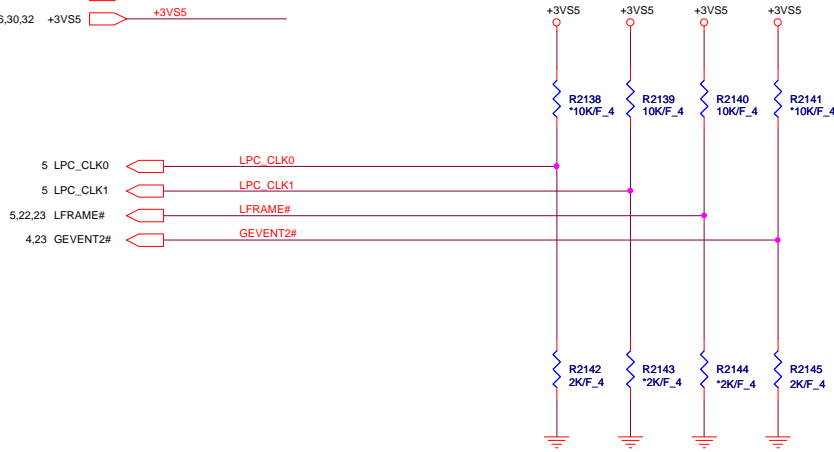 +3VS5 +3VS5 +3VS5 +3VS5
6,30,32 +3VS5 +3VS5
R2138 R2139 R2140 R2141
*10K/F_4 10K/F_4 10K/F_4 *10K/F_4
5 LPC_CLK0 LPC_CLK0
5 LPC_CLK1 LPC_CLK1
5,22,23 LFRAME# LFRAME#
4,23 GEVENT2# GEVENT2#
R2142 R2143 R2144 R2145
2K/F_4 *2K/F_4 *2K/F_4 2K/F_4